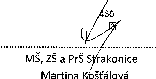 MŠ, ZŠ a PrŠ Strakonice
Martina Košťálová